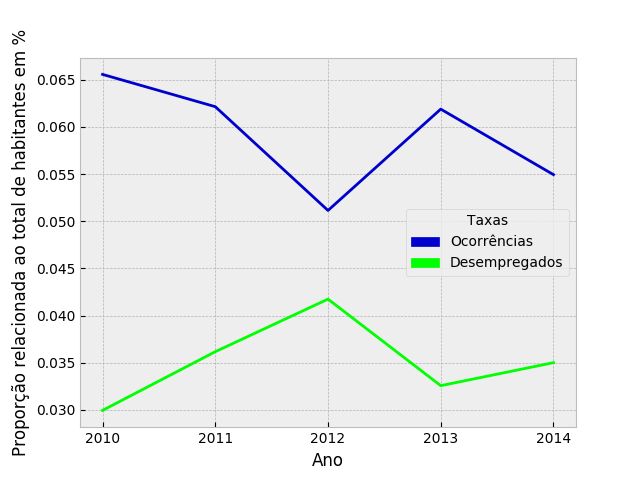 Proporção relacionada ao total de habitantes em %
0.065
0.060
0.055
0.050
0.045
0.040
0.035
0.030
Taxas
Ocorrências
Desempregados
2010 2011 2012 2013 2014
Ano